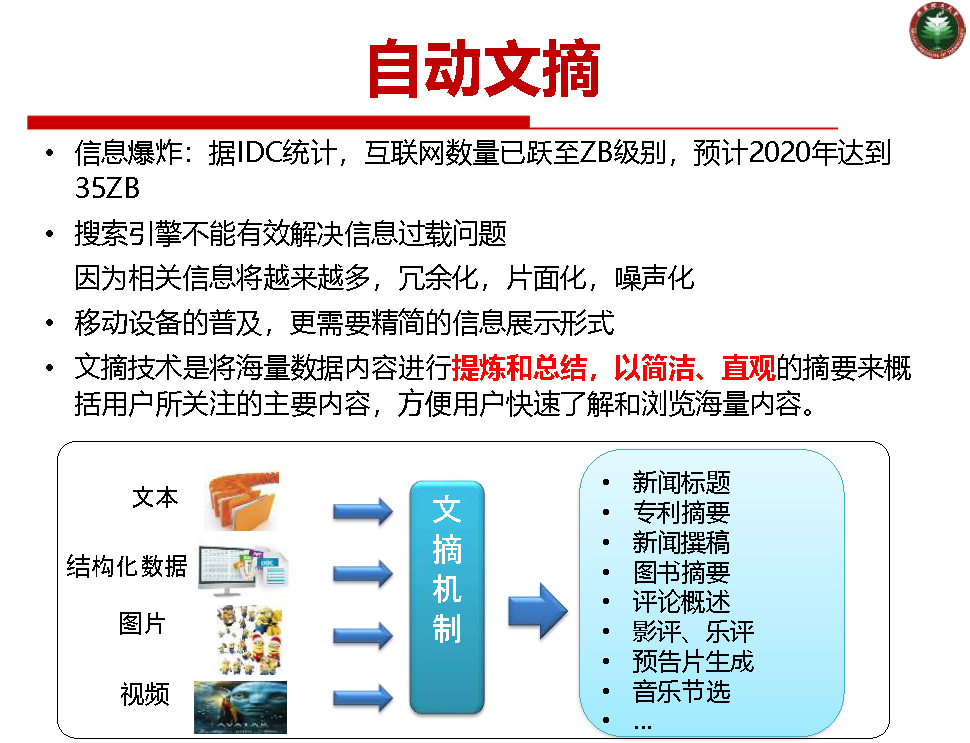 自动文摘
• 信息爆炸：据IDC统计，互联网数量已跃至ZB级别，预计2020年达到
35ZB
• 搜索引擎不能有效解决信息过载问题
因为相关信息将越来越多，冗余化，片面化，噪声化
• 移动设备的普及，更需要精简的信息展示形式
• 文摘技术是将海量数据内容进行提炼和总结，以简洁、直观的摘要来概
括用户所关注的主要内容，方便用户快速了解和浏览海量内容。
文本
结构化数据
图片
视频
AVATAR
文
摘
机
制
• 新闻标题
• 专利摘要
• 新闻撰稿
• 图书摘要
• 评论概述
• 影评、乐评
• 预告片生成
• 音乐节选
• ...